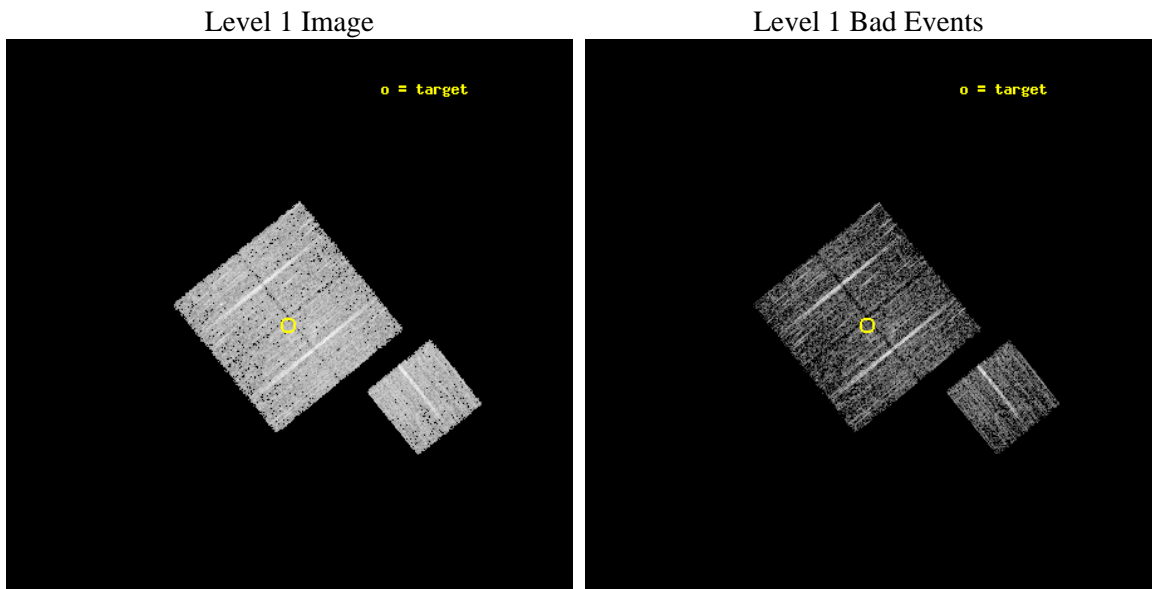 Level 1 Image
Level 1 Bad Events
o = target
o = target